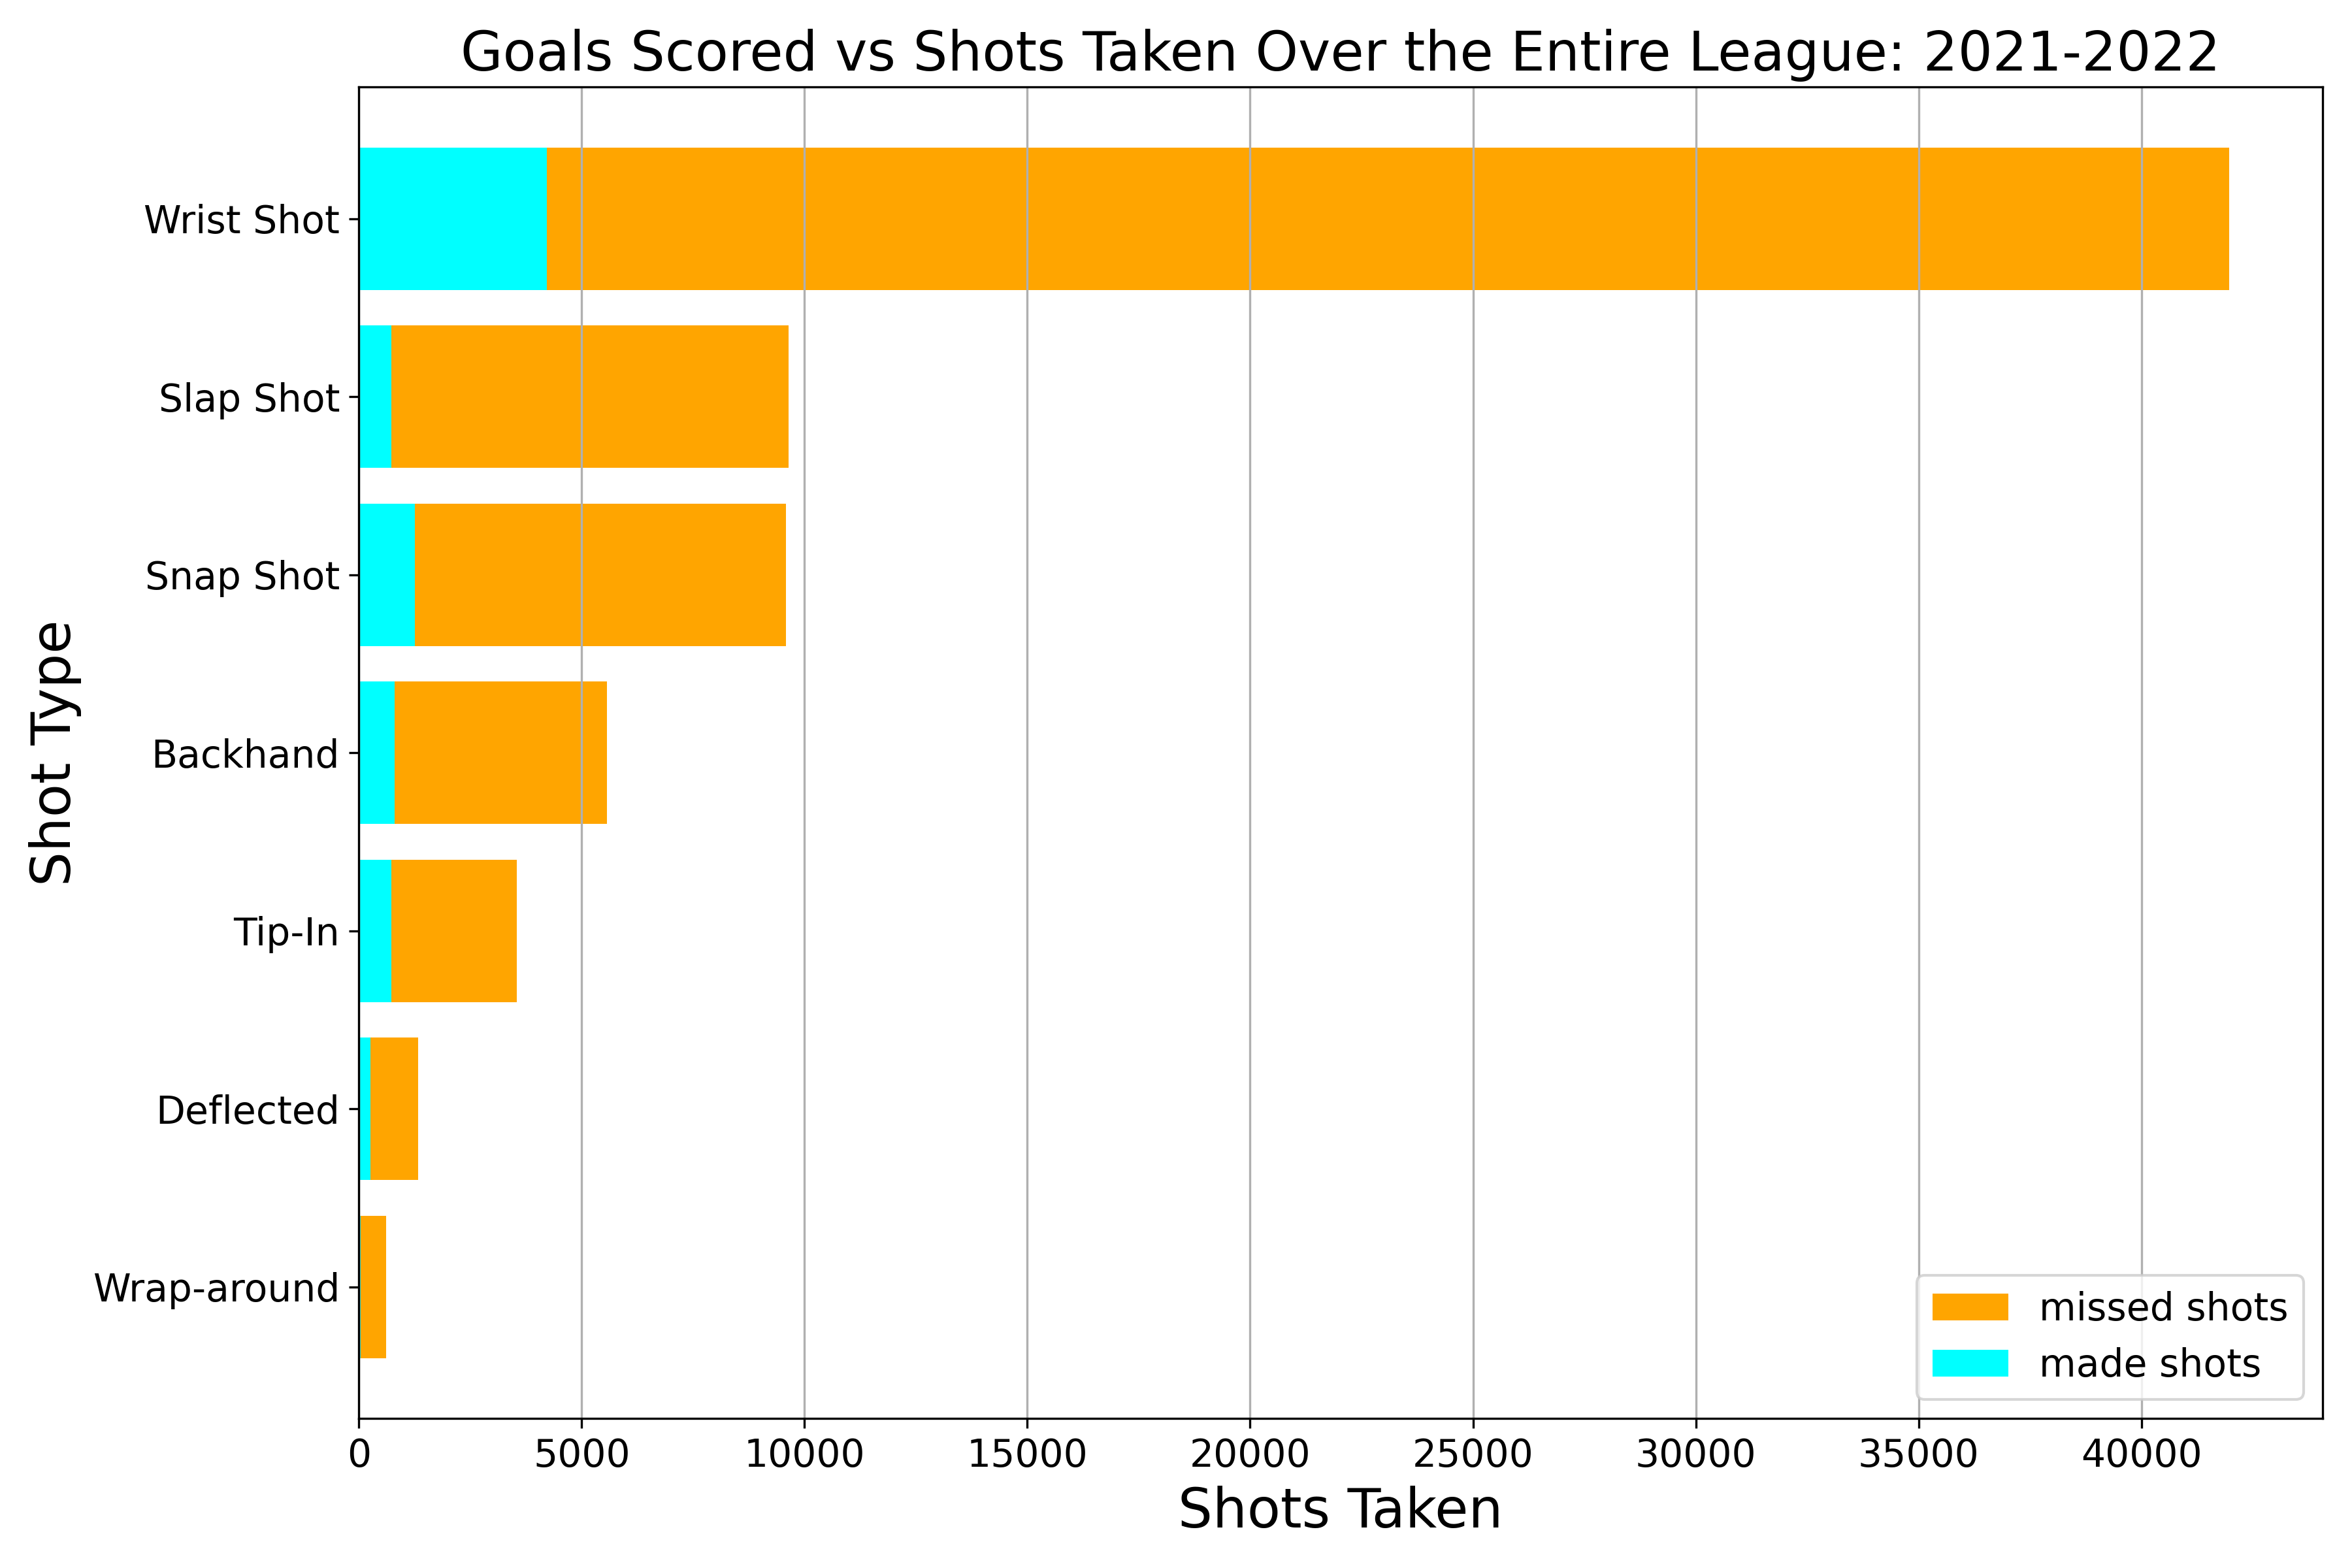 Goals Scored vs Shots Taken Over the Entire League: 2021-2022
Shot Type
Wrist Shot
Slap Shot
Snap Shot
Backhand
Tip-In
Deflected
Wrap-around
missed shots
made shots
0 5000 10000 15000 20000 25000 30000 35000 40000
Shots Taken